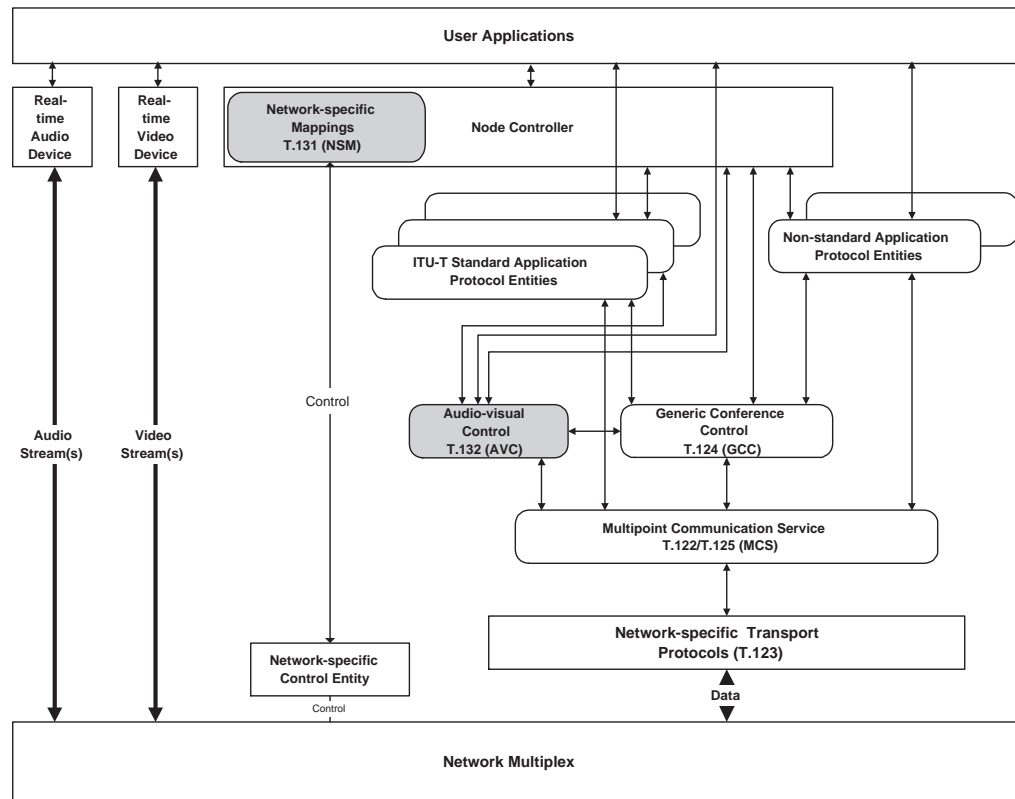 User Applications
Real-
time
Audio
Device
Real-
time
Video
Device
Network-specific
Mappings
T.131 (NSM)
Node Controller
ITU-T Standard Application
Protocol Entities
Non-standard Application
Protocol Entities
Control
Audio
Stream(s)
Video
Stream(s)
Audio-visual
Control
T.132 (AVC)
Generic Conference
Control
T.124 (GCC)
Multipoint Communication Service
T.122/T.125 (MCS)
Network-specific Transport
Protocols (T.123)
Network-specific
Control Entity
Control
Data
Network Multiplex